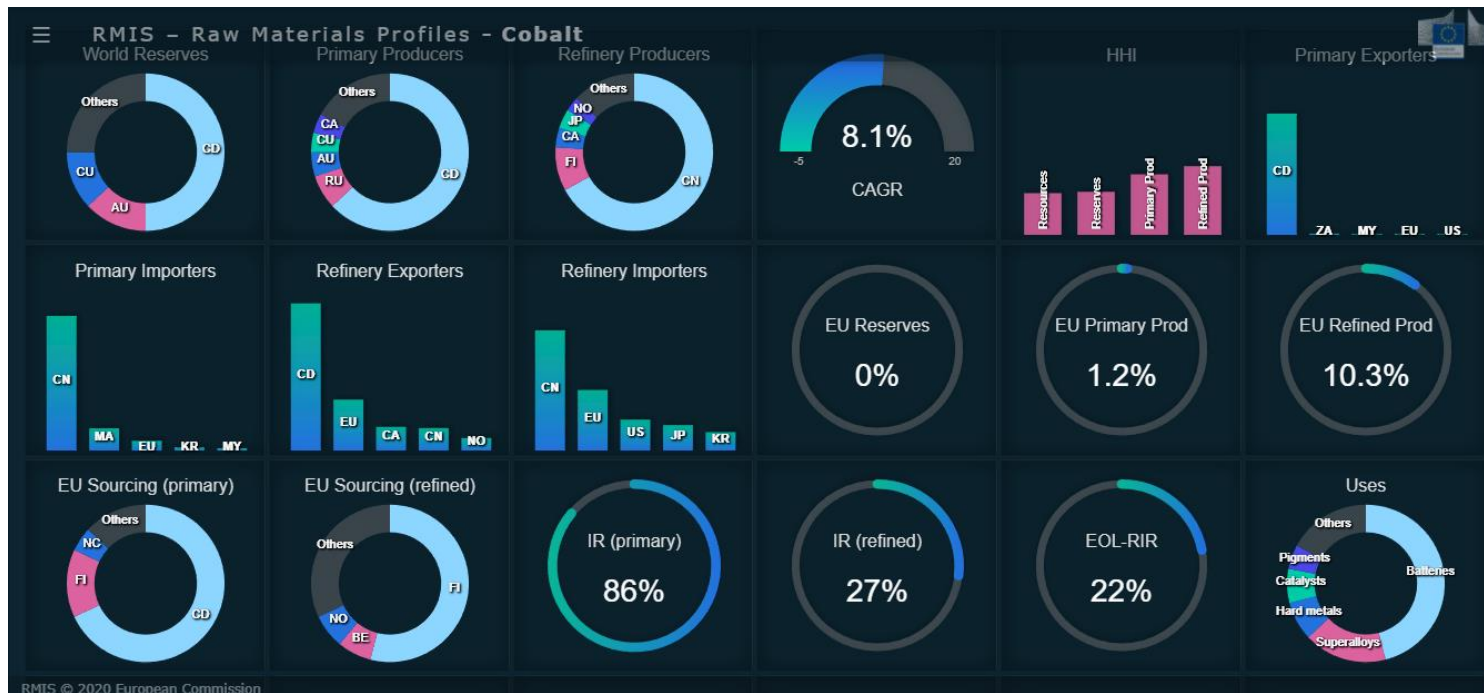 ☰ RMIS – Raw Materials Profiles - Cobalt
World Reserves
Others
CD
CU
AU
Primary Producers
Others
CA
CU
AU
RU
CD
Refinery Producers
Others
NO
JP
CA
FI
CN
8.1%
-5
20
CAGR
HHI
Resources
Reserves
Primary Prod
Refined Prod
Primary Exporters
CD
ZA
MY
EU
US
Primary Importers
CN
MA
EU
KR
MY
Refinery Exporters
CD
EU
CA
CN
NO
Refinery Importers
CN
EU
US
JP
KR
EU Reserves
0%
EU Primary Prod
1.2%
EU Refined Prod
10.3%
EU Sourcing (primary)
Others
NC
FI
CD
EU Sourcing (refined)
Others
FI
NO
BE
IR (primary)
86%
IR (refined)
27%
EOL-RIR
22%
Uses
Others
Pigments
Catalysts
Hard metals
Superalloys
Batteries
RMIS © 2020 European Commission